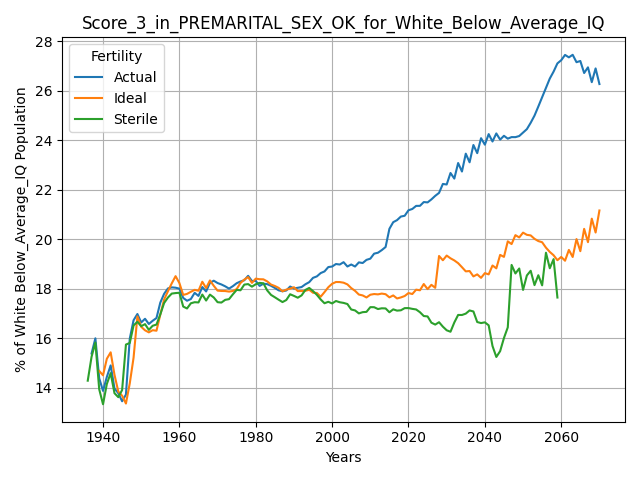 Score_3_in_PREMARITAL_SEX_OK_for_White_Below_Average_IQ
Fertility
Actual
Ideal
Sterile
% of White Below_Average_IQ Population
28
26
24
22
20
18
16
14
1940
1960
1980
2000
2020
2040
2060
Years